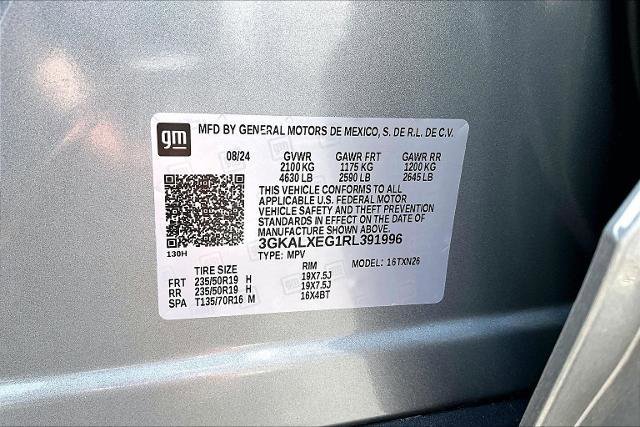 gm MFD BY GENERAL MOTORS DE MEXICO, S. DE R.L. DE C.V.
08/24 GVWR GAWR FRT GAWR RR
2100 KG 1175 KG 1200 KG
4630 LB 2590 LB 2645 LB
THIS VEHICLE CONFORMS TO ALL
APPLICABLE U.S. FEDERAL MOTOR
VEHICLE SAFETY AND THEFT PREVENTION
STANDARDS IN EFFECT ON THE DATE OF
MANUFACTURE SHOWN ABOVE.
3GKALXEG1RL391996
130H TYPE: MPV MODEL: 16TXN26
TIRE SIZE RIM
FRT 235/50R19 H 19X7.5J
RR 235/50R19 H 19X7.5J
SPA T135/70R16 M 16X4BT